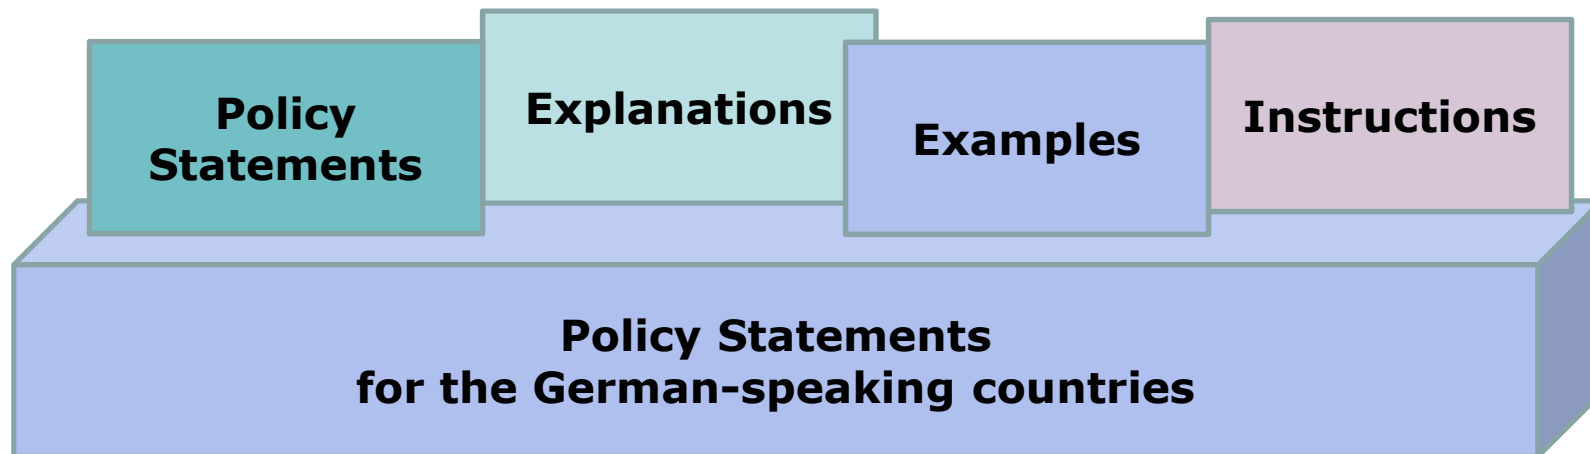 Policy
Statements
Explanations
Examples
Instructions
Policy Statements
for the German-speaking countries